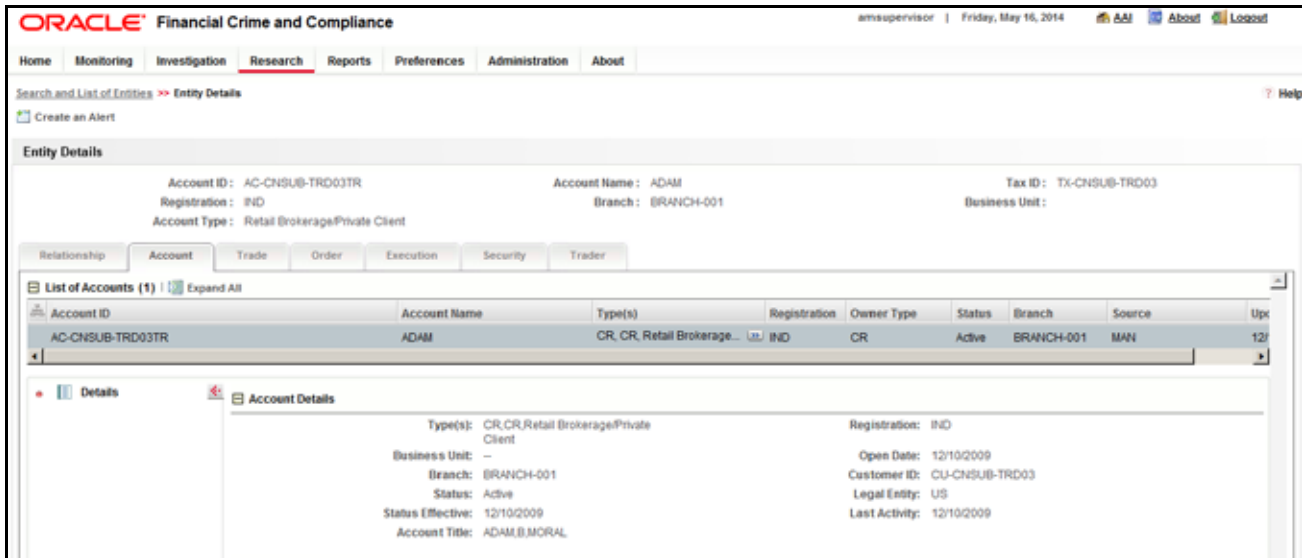 ORACLE® Financial Crime and Compliance
amsupervisor | Friday, May 16, 2014 AAI About Logout
Home Monitoring Investigation Research Reports Preferences Administration About
Search and List of Entities >> Entity Details ? Help
Create an Alert
Entity Details
Account ID: AC-CNSUB-TRD03TR Account Name: ADAM Tax ID: TX-CNSUB-TRD03
Registration: IND Branch: BRANCH-001 Business Unit:
Account Type: Retail Brokerage/Private Client
Relationship Account Trade Order Execution Security Trader
List of Accounts (1) | Expand All
Account ID Account Name Type(s) Registration Owner Type Status Branch Source Upd
AC-CNSUB-TRD03TR ADAM CR, CR, Retail Brokerage... IND CR Active BRANCH-001 MAN 12/
Details
Account Details
Type(s): CR,CR,Retail Brokerage/Private Registration: IND
Client
Business Unit: -- Open Date: 12/10/2009
Branch: BRANCH-001 Customer ID: CU-CNSUB-TRD03
Status: Active Legal Entity: US
Status Effective: 12/10/2009 Last Activity: 12/10/2009
Account Title: ADAM,B,MORAL